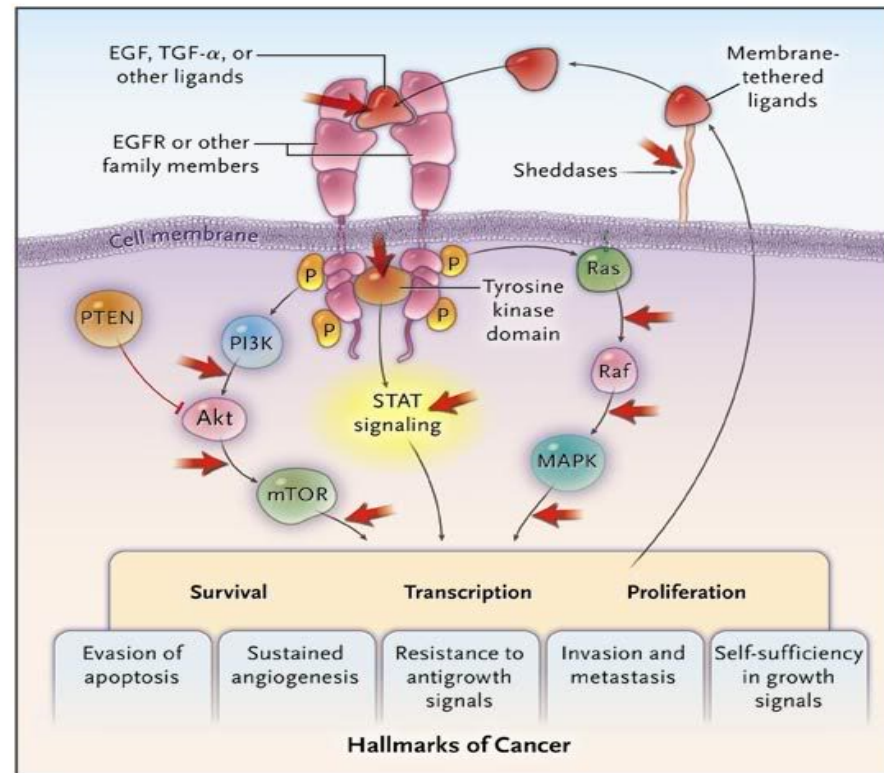 EGF, TGF-α, or
other ligands
Membrane-
tethered
ligands
EGFR or other
family members
Sheddases
Cell membrane
P
P
Ras
PTEN
Tyrosine
kinase
domain
PI3K
P
P
Raf
Akt
STAT
signaling
MAPK
mTOR
Survival
Transcription
Proliferation
Evasion of
apoptosis
Sustained
angiogenesis
Resistance to
antigrowth
signals
Invasion and
metastasis
Self-sufficiency
in growth
signals
Hallmarks of Cancer